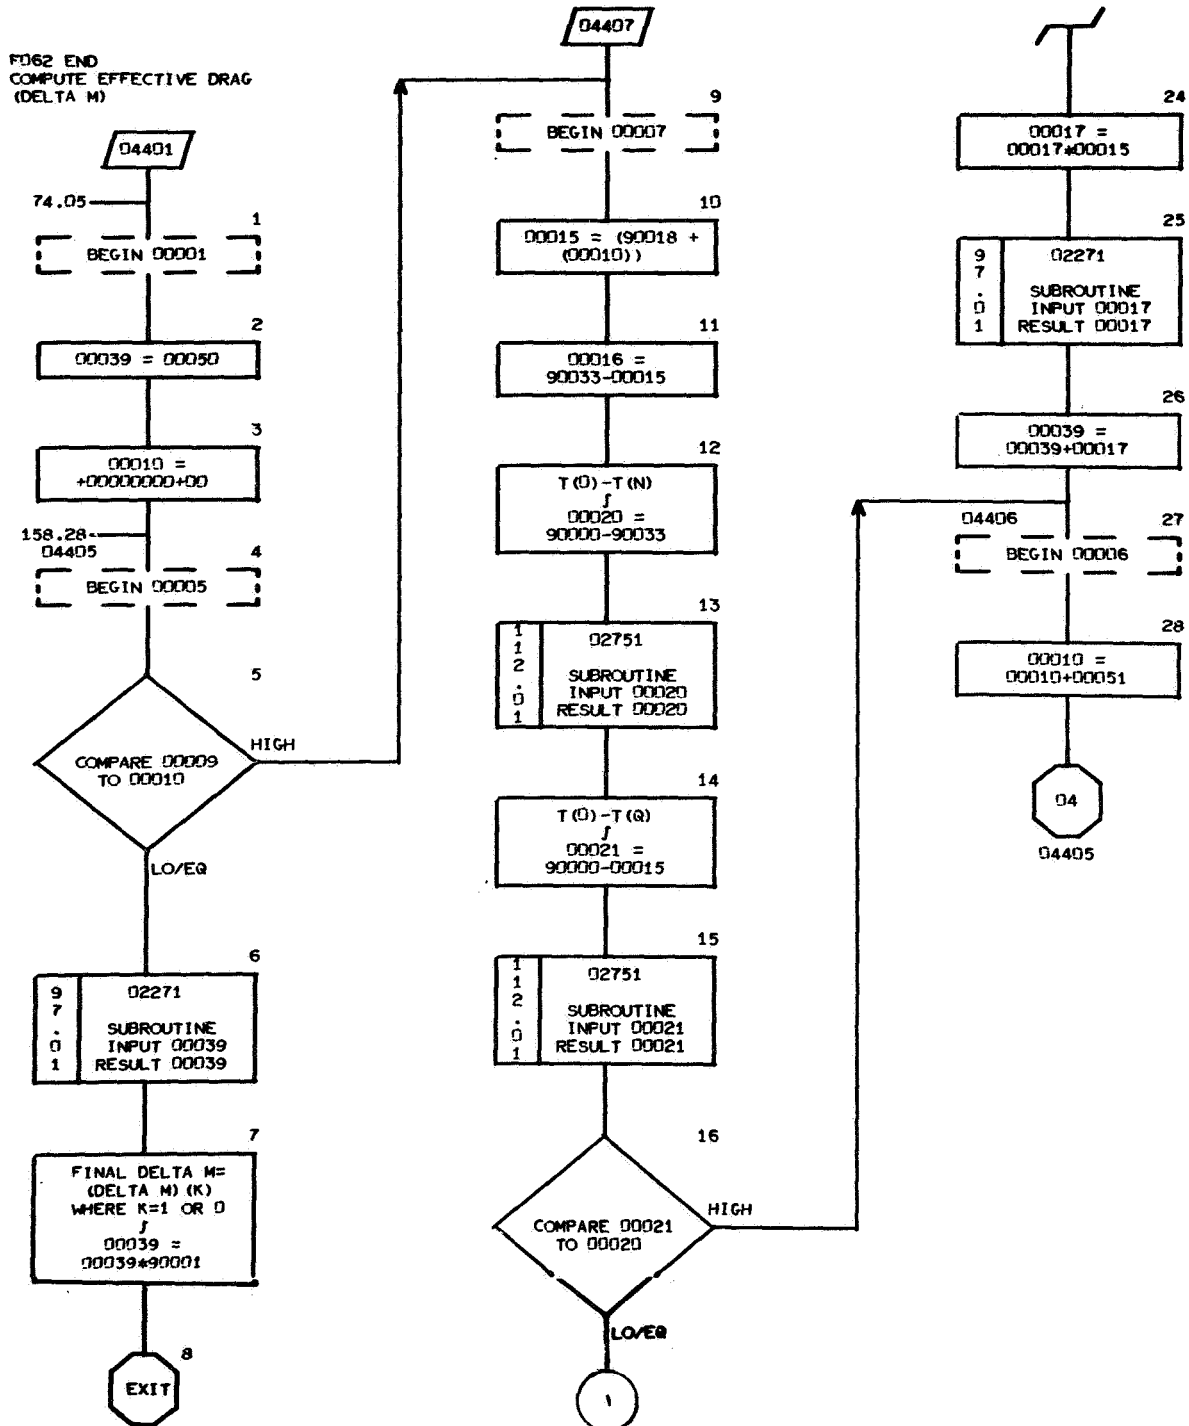 F062 END
COMPUTE EFFECTIVE DRAG
(DELTA M)
04401
74.05
1
BEGIN 00001
2
00039 = 00050
3
00010 =
+00000000+00
158.28
04405
4
BEGIN 00005
5
COMPARE 00009
TO 00010
HIGH
LO/EQ
6
97.01
02271
SUBROUTINE
INPUT 00039
RESULT 00039
7
FINAL DELTA M=
(DELTA M)(K)
WHERE K=1 OR 0
∫
00039 =
00039*90001
8
EXIT
04407
9
BEGIN 00007
10
00015 = (90018 +
(00010))
11
00016 =
90033-00015
12
T(0)-T(N)
∫
00020 =
90000-90033
13
112.01
02751
SUBROUTINE
INPUT 00020
RESULT 00020
14
T(0)-T(Q)
∫
00021 =
90000-00015
15
112.01
02751
SUBROUTINE
INPUT 00021
RESULT 00021
16
COMPARE 00021
TO 00020
HIGH
LO/EQ
1
24
00017 =
00017*00015
25
97.01
02271
SUBROUTINE
INPUT 00017
RESULT 00017
26
00039 =
00039+00017
04406
27
BEGIN 00006
28
00010 =
00010+00051
04
04405